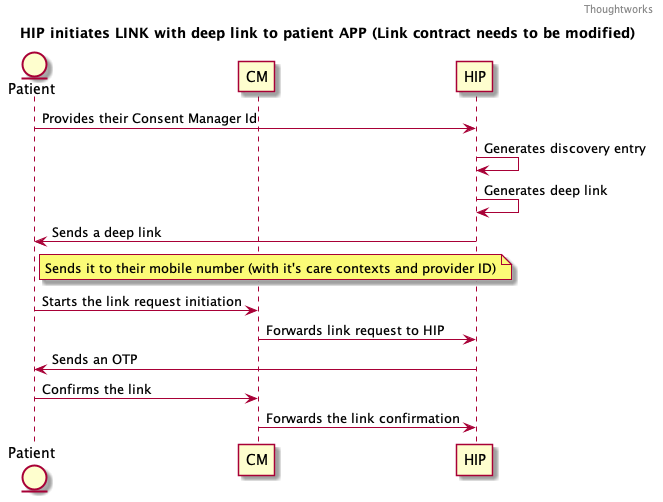 Thoughtworks
HIP initiates LINK with deep link to patient APP (Link contract needs to be modified)
Patient
CM
HIP
Provides their Consent Manager Id
Generates discovery entry
Generates deep link
Sends a deep link
Sends it to their mobile number (with it's care contexts and provider ID)
Starts the link request initiation
Forwards link request to HIP
Sends an OTP
Confirms the link
Forwards the link confirmation
Patient
CM
HIP